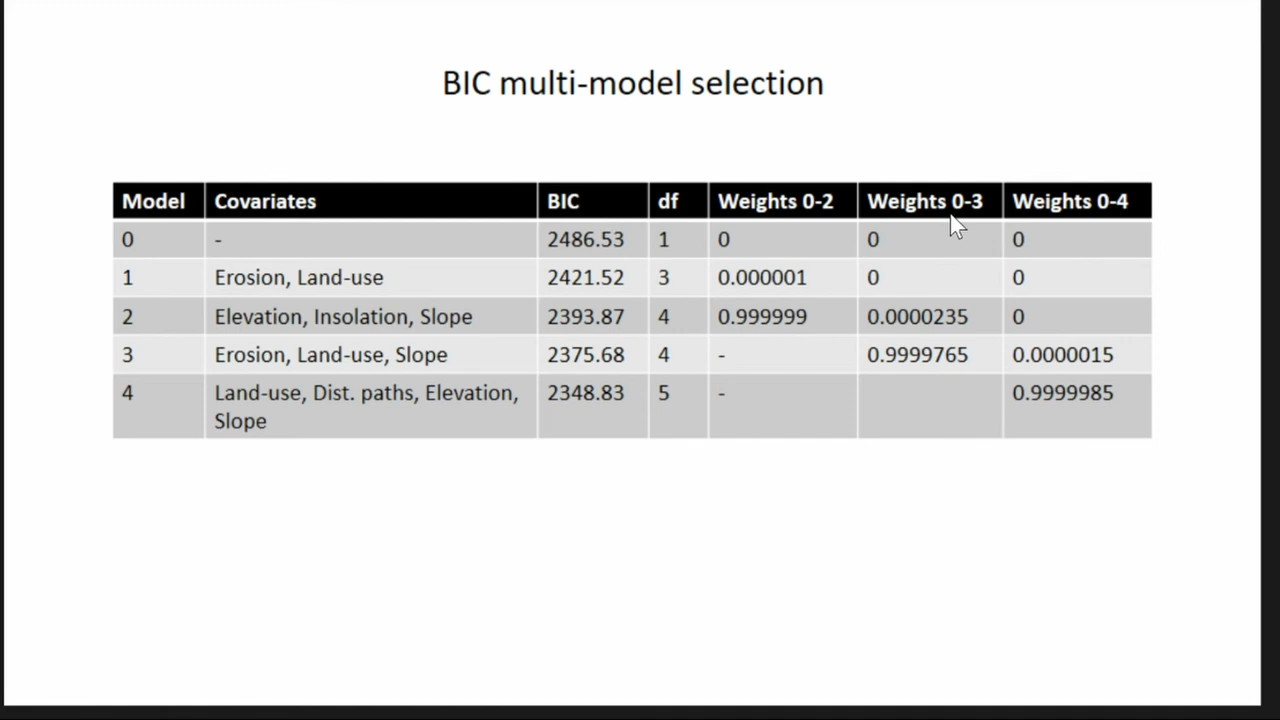 BIC multi-model selection
Model Covariates BIC df Weights 0-2 Weights 0-3 Weights 0-4
0 - 2486.53 1 0 0 0
1 Erosion, Land-use 2421.52 3 0.000001 0 0
2 Elevation, Insolation, Slope 2393.87 4 0.999999 0.0000235 0
3 Erosion, Land-use, Slope 2375.68 4 - 0.9999765 0.0000015
4 Land-use, Dist. paths, Elevation, 2348.83 5 - 0.9999985
Slope